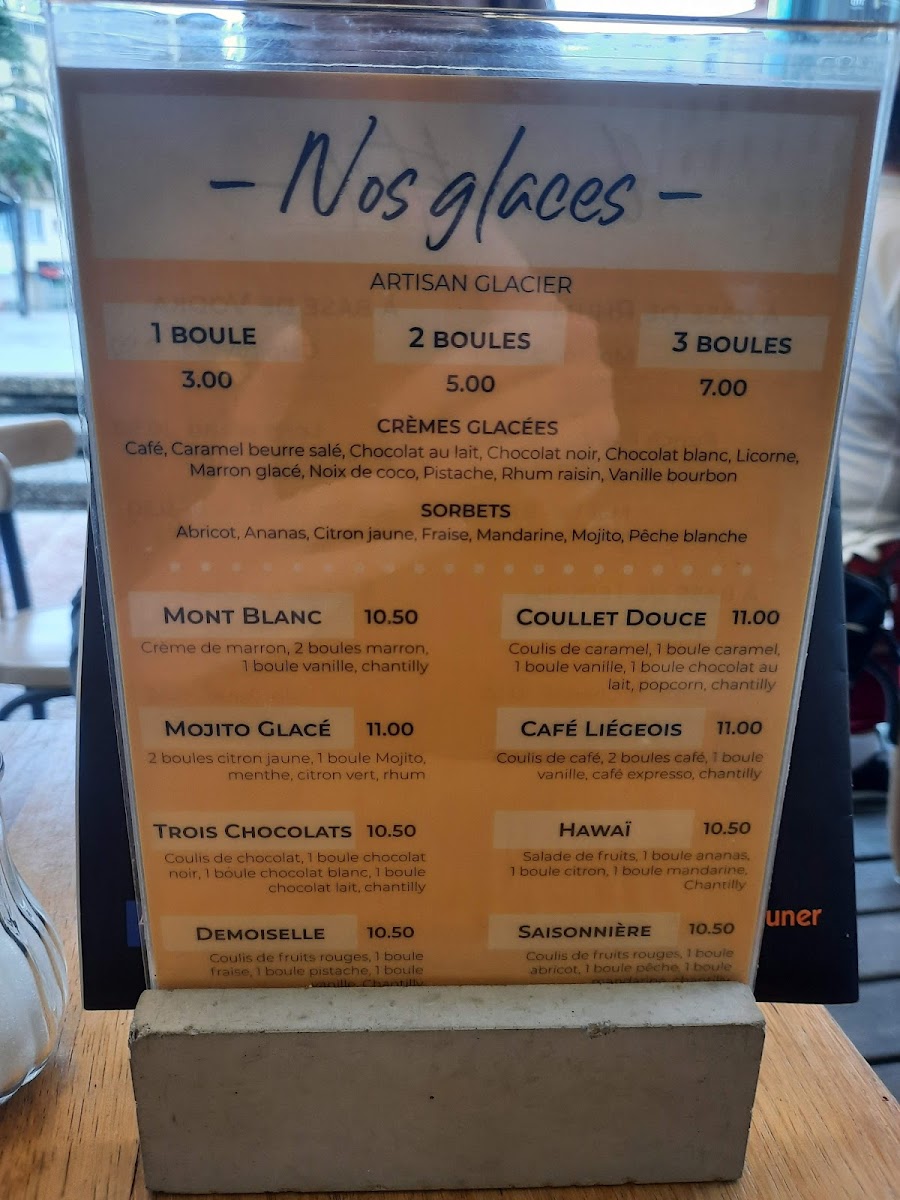 - Nos glaces -
ARTISAN GLACIER
1 BOULE
3.00
2 BOULES
5.00
3 BOULES
7.00
CRÈMES GLACÉES
Café, Caramel beurre salé, Chocolat au lait, Chocolat noir, Chocolat blanc, Licorne,
Marron glacé, Noix de coco, Pistache, Rhum raisin, Vanille bourbon
SORBETS
Abricot, Ananas, Citron jaune, Fraise, Mandarine, Mojito, Pêche blanche
MONT BLANC 10.50
Crème de marron, 2 boules marron,
1 boule vanille, chantilly
COULLET DOUCE 11.00
Coulis de caramel, 1 boule caramel,
1 boule vanille, 1 boule chocolat au
lait, popcorn, chantilly
MOJITO GLACÉ 11.00
2 boules citron jaune, 1 boule Mojito,
menthe, citron vert, rhum
CAFÉ LIÉGEOIS 11.00
Coulis de café, 2 boules café, 1 boule
vanille, café expresso, chantilly
TROIS CHOCOLATS 10.50
Coulis de chocolat, 1 boule chocolat
noir, 1 boule chocolat blanc, 1 boule
chocolat lait, chantilly
HAWAÏ 10.50
Salade de fruits, 1 boule ananas,
1 boule citron, 1 boule mandarine,
Chantilly
DEMOISELLE 10.50
Coulis de fruits rouges, 1 boule
fraise, 1 boule pistache, 1 boule
vanille, Chantilly
SAISONNIÈRE 10.50
Coulis de fruits rouges, 1 boule
abricot, 1 boule pêche, 1 boule
mandarine, chantilly
uner